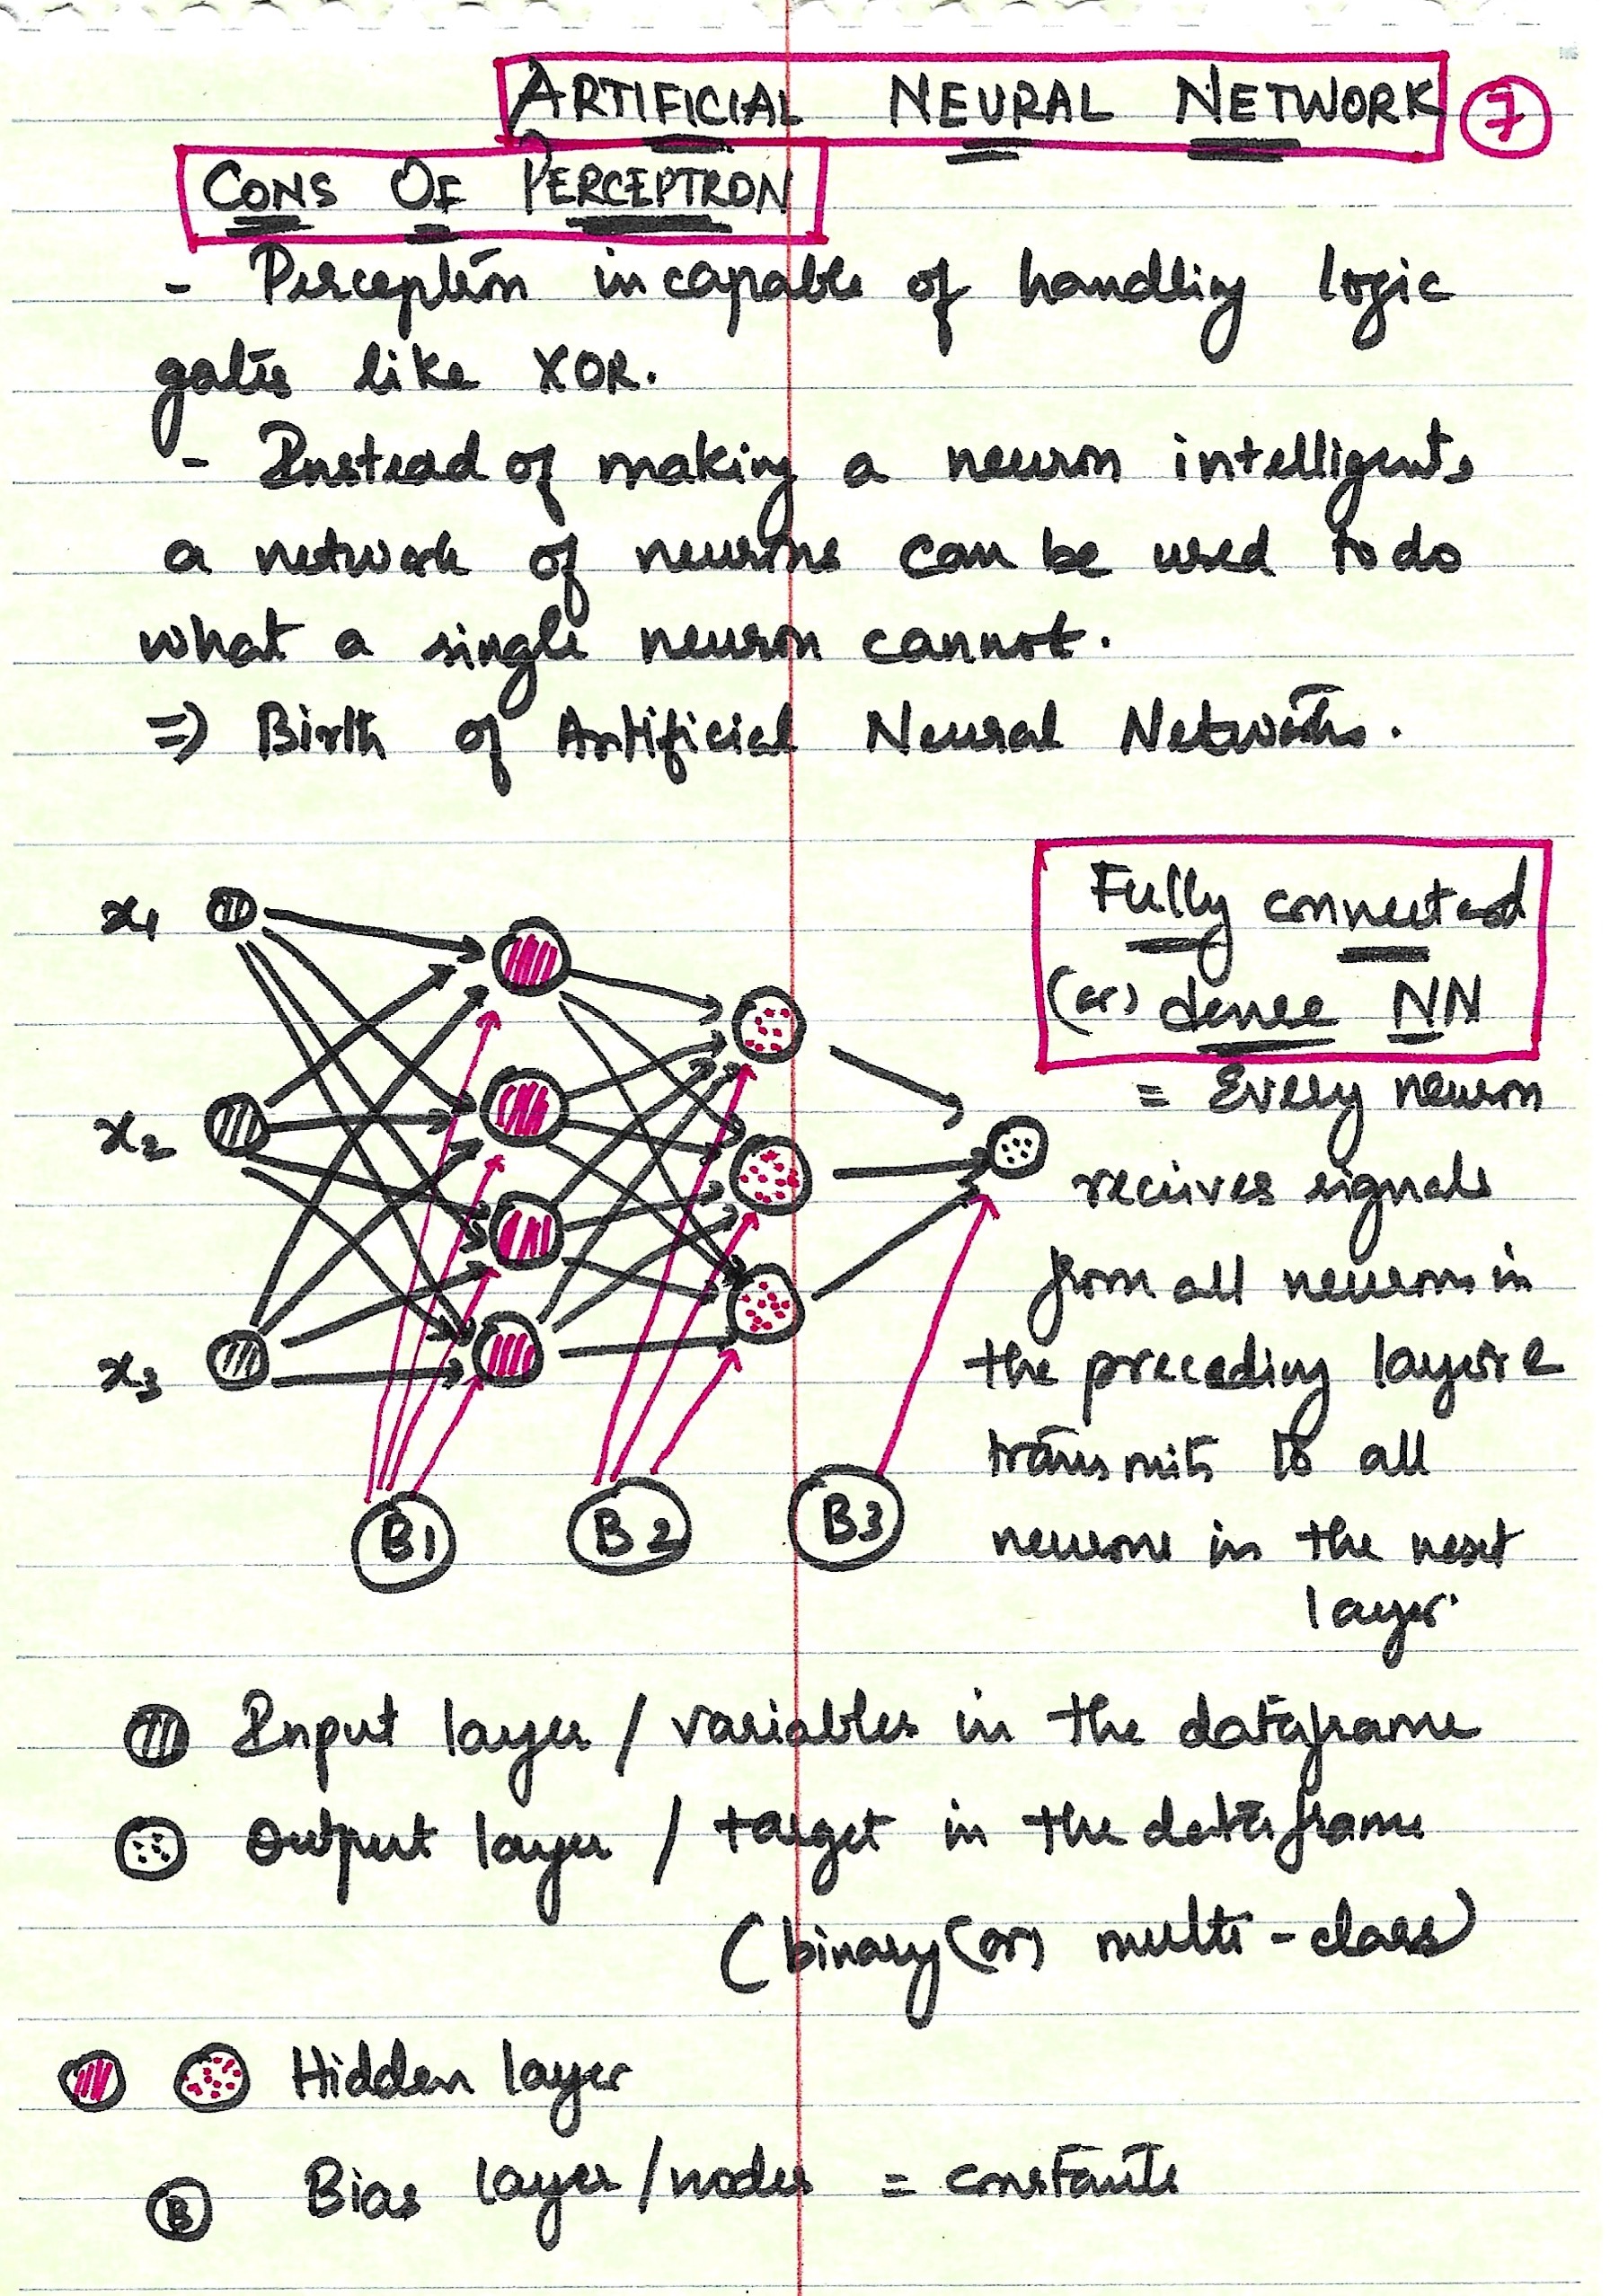 ARTIFICIAL NEURAL NETWORK 7
CONS OF PERCEPTRON
- Perceptron incapable of handling logic
gates like XOR.
- Instead of making a neuron intelligent,
a network of neurons can be used to do
what a single neuron cannot.
=> Birth of Artificial Neural Networks.
Fully connected
(or) dense NN
= Every neuron
receives signals
from all neurons in
the preceding layer &
transmits to all
neurons in the next
layer.
x1
x2
x3
B1 B2 B3
Input layer / variables in the dataframe
Output layer / target in the dataframe
(binary (or) multi-class)
Hidden layer
B Bias layer/nodes = constants